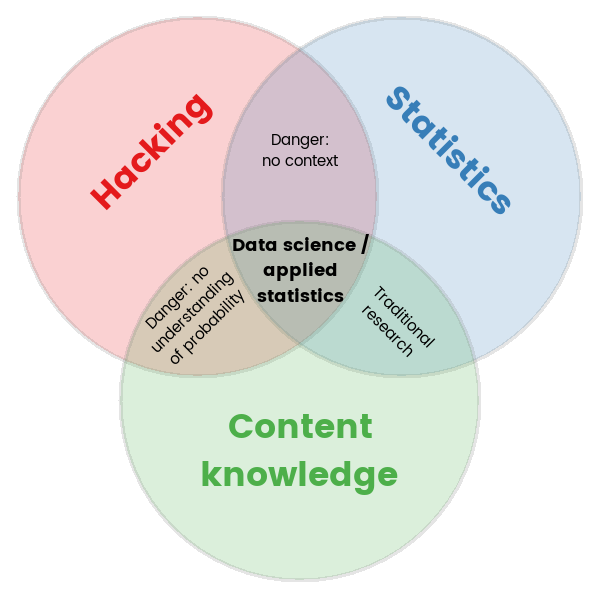 Hacking
Statistics
Danger:
no context
Data science /
applied
statistics
Danger: no
understanding
of probability
Traditional
research
Content
knowledge